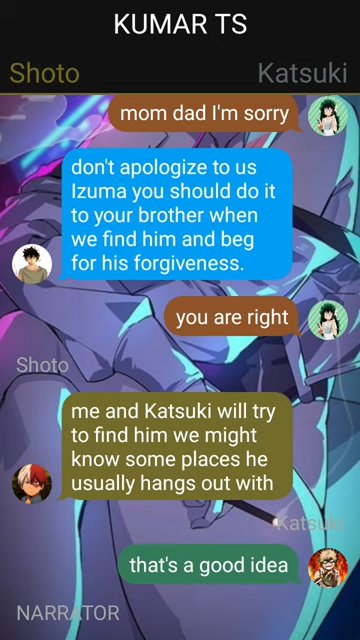 KUMAR TS
Shoto
Katsuki
mom dad I'm sorry
don't apologize to us
Izuma you should do it
to your brother when
we find him and beg
for his forgiveness.
you are right
Shoto
me and Katsuki will try
to find him we might
know some places he
usually hangs out with
Katsuki
that's a good idea
NARRATOR